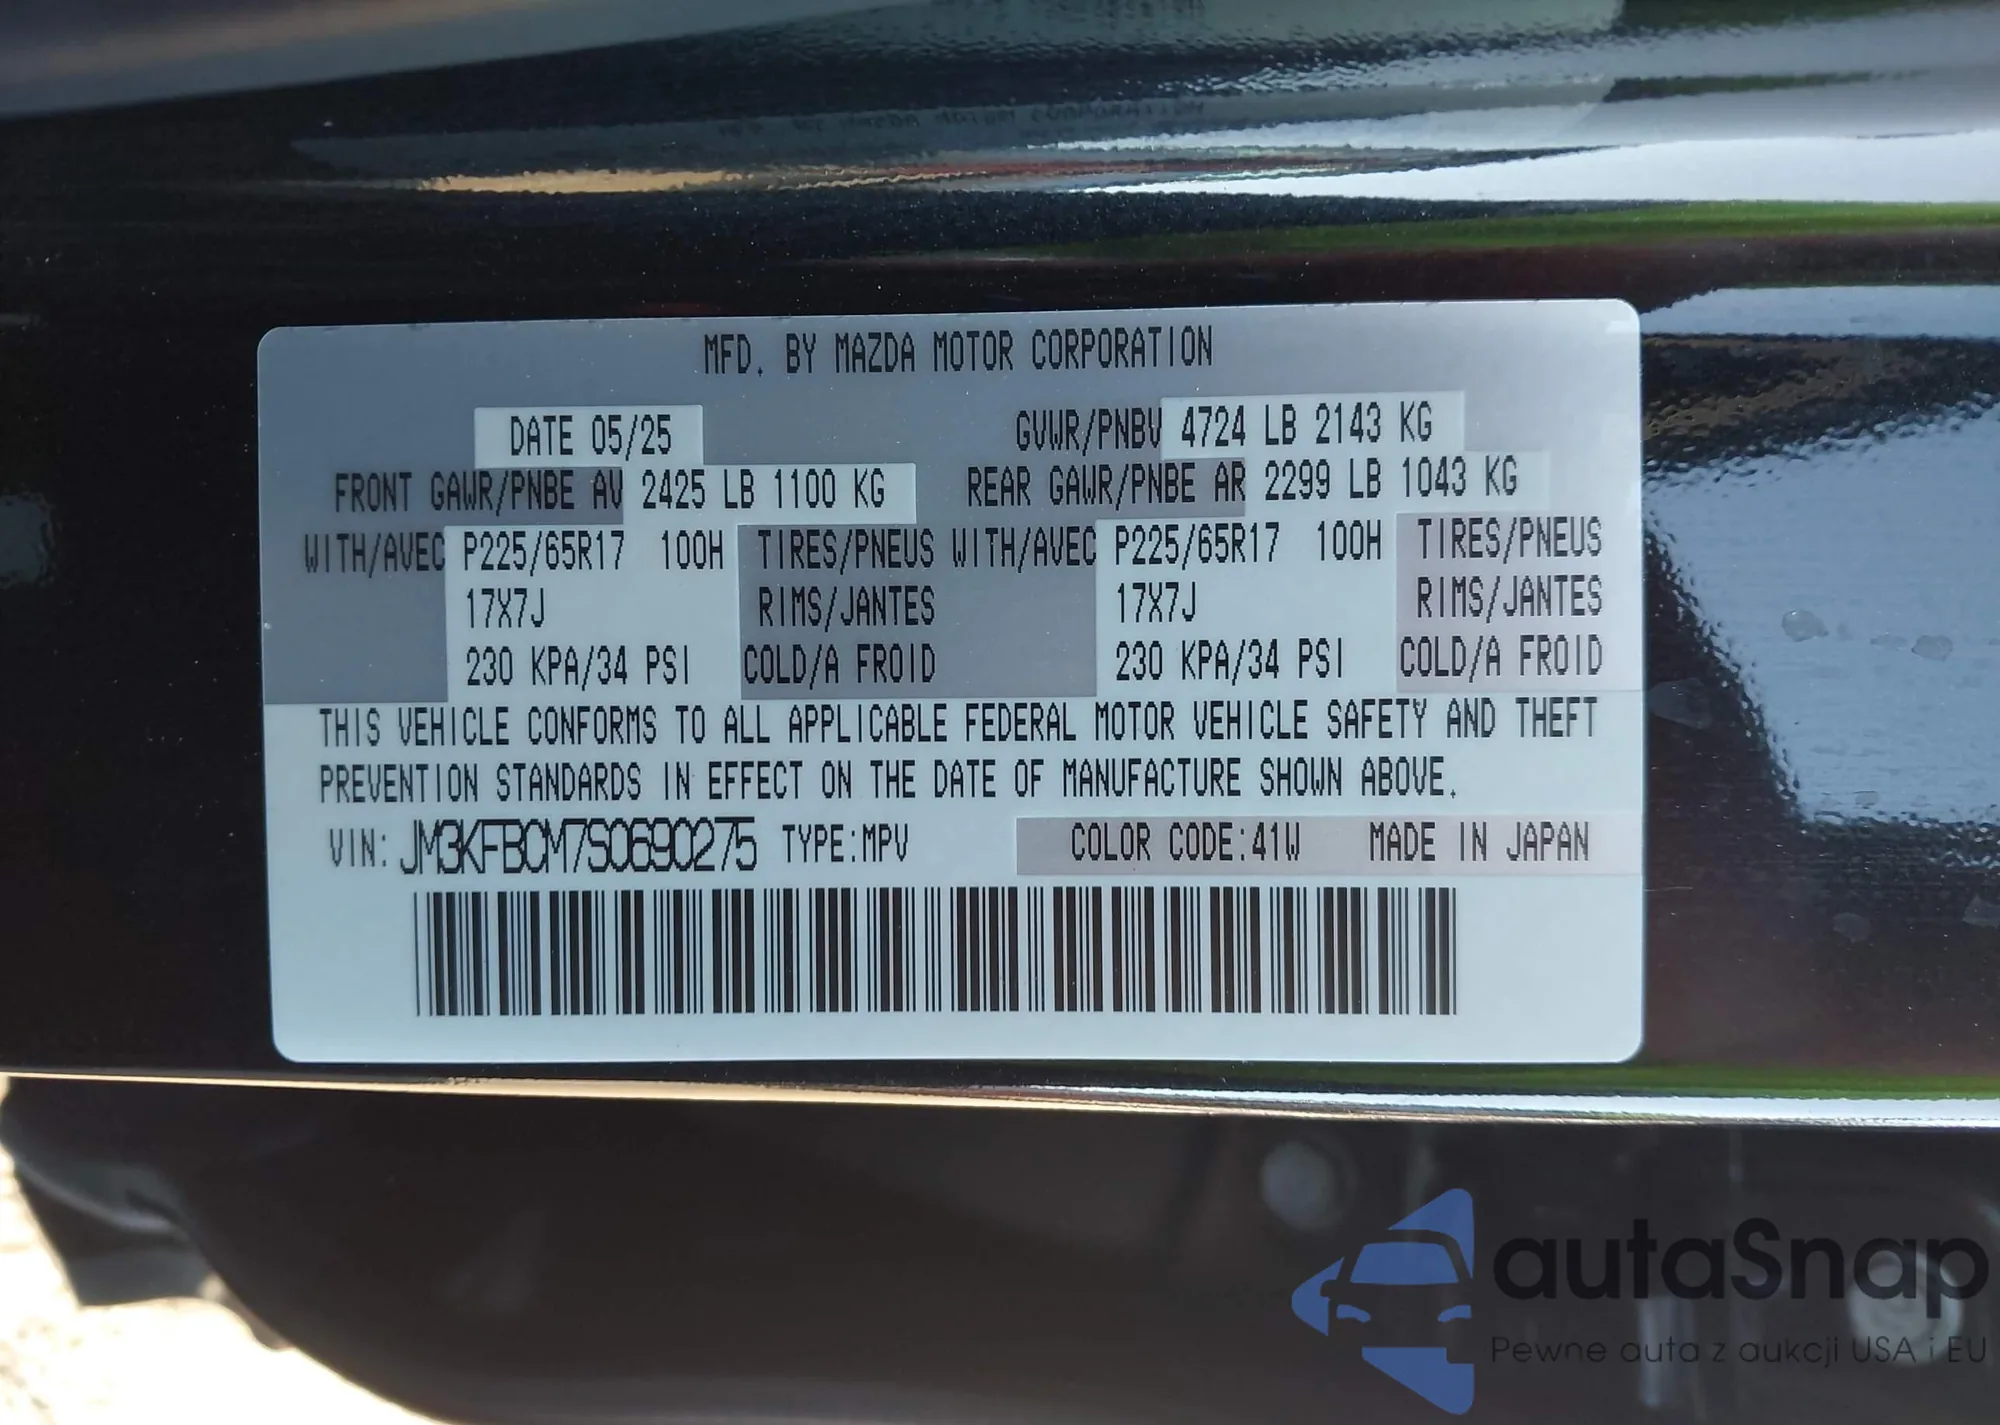 MFD. BY MAZDA MOTOR CORPORATION
DATE 05/25 GVWR/PNBV 4724 LB 2143 KG
FRONT GAWR/PNBE AV 2425 LB 1100 KG REAR GAWR/PNBE AR 2299 LB 1043 KG
WITH/AVEC P225/65R17 100H TIRES/PNEUS WITH/AVEC P225/65R17 100H TIRES/PNEUS
17X7J RIMS/JANTES 17X7J RIMS/JANTES
230 KPA/34 PSI COLD/A FROID 230 KPA/34 PSI COLD/A FROID
THIS VEHICLE CONFORMS TO ALL APPLICABLE FEDERAL MOTOR VEHICLE SAFETY AND THEFT
PREVENTION STANDARDS IN EFFECT ON THE DATE OF MANUFACTURE SHOWN ABOVE.
VIN: JM3KFBCM7S0690275 TYPE:MPV COLOR CODE:41W MADE IN JAPAN
autaSnap
Pewne auta z aukcji USA i EU